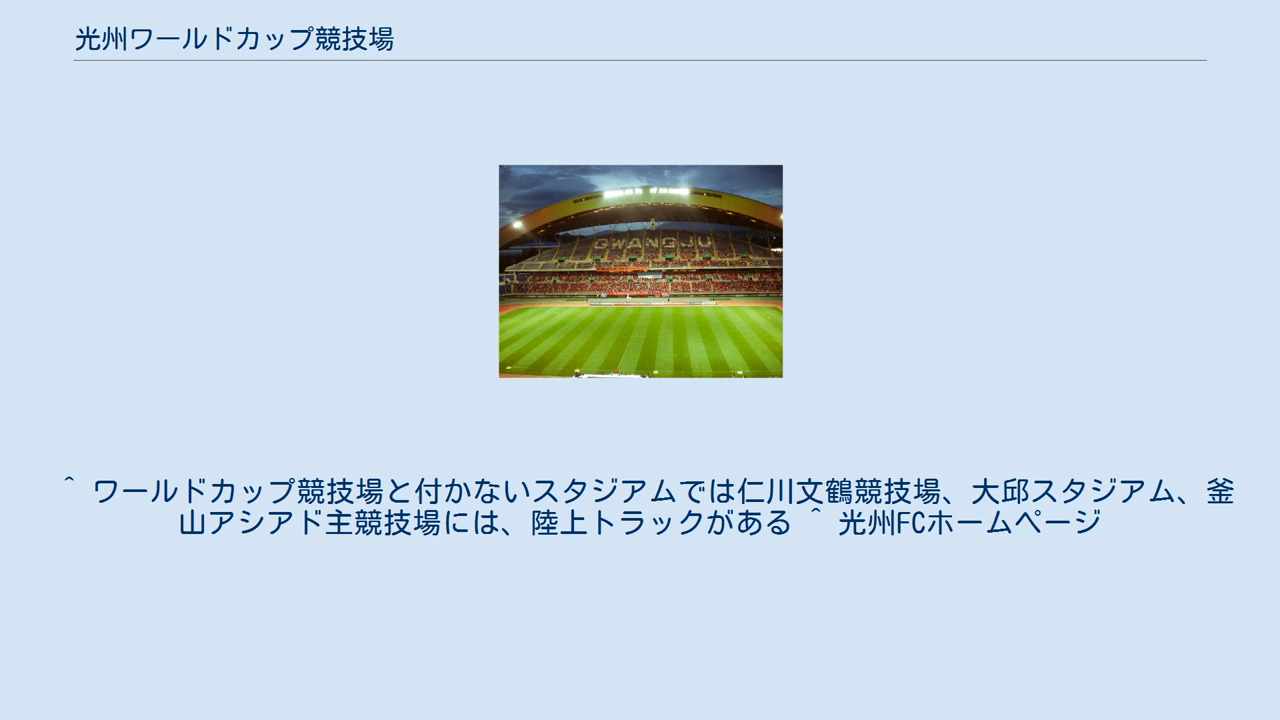 光州ワールドカップ競技場
GWANGJU
^ ワールドカップ競技場と付かないスタジアムでは仁川文鶴競技場、大邱スタジアム、釜
山アシアド主競技場には、陸上トラックがある ^ 光州FCホームページ